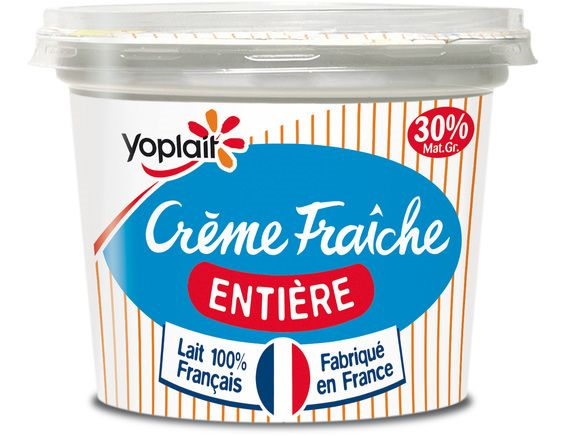 Yoplait
30%
Mat.Gr.
Crème Fraîche
ENTIÈRE
Lait 100%
Français
Fabriqué
en France